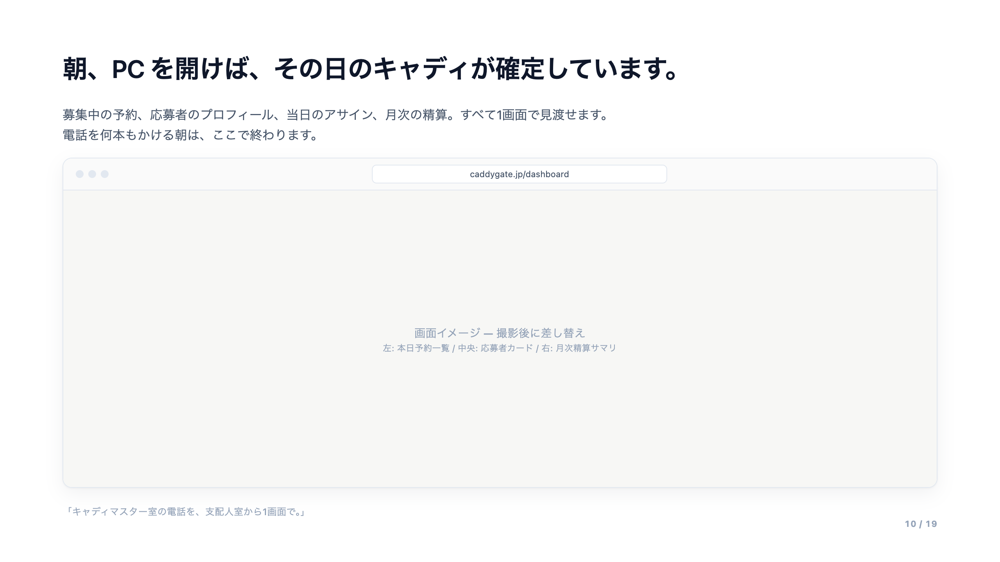 朝、PC を開けば、その日のキャディが確定しています。
募集中の予約、応募者のプロフィール、当日のアサイン、月次の精算。すべて1画面で見渡せます。
電話を何本もかける朝は、ここで終わります。
caddygate.jp/dashboard
画面イメージ — 撮影後に差し替え
左: 本日予約一覧 / 中央: 応募者カード / 右: 月次精算サマリ
「キャディマスター室の電話を、支配人室から1画面で。」
10 / 19